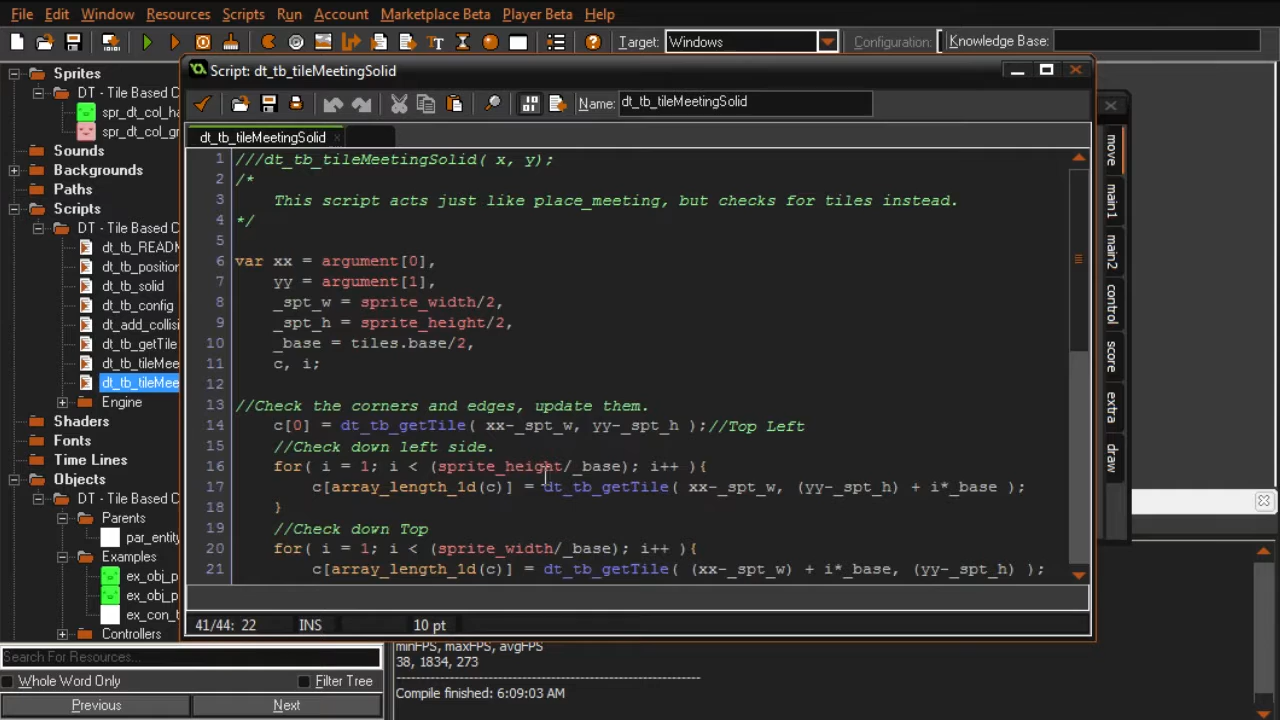 File Edit Window Resources Scripts Run Account Marketplace Beta Player Beta Help
Target: Windows Configuration: Knowledge Base:
Sprites
DT - Tile Based C
spr_dt_col_ha
spr_dt_col_gr
Sounds
Backgrounds
Paths
Scripts
DT - Tile Based C
dt_tb_READM
dt_tb_position
dt_tb_solid
dt_tb_config
dt_add_collisi
dt_tb_getTile
dt_tb_tileMee
dt_tb_tileMee
Engine
Shaders
Fonts
Time Lines
Objects
DT - Tile Based C
Parents
par_entity
Examples
ex_obj_p
ex_obj_p
ex_con_t
Controllers
Search For Resources...
Whole Word Only Filter Tree
Previous Next
Script: dt_tb_tileMeetingSolid
Name: dt_tb_tileMeetingSolid
dt_tb_tileMeetingSolid
1 ///dt_tb_tileMeetingSolid( x, y);
2 /*
3 This script acts just like place_meeting, but checks for tiles instead.
4 */
5
6 var xx = argument[0],
7 yy = argument[1],
8 _spt_w = sprite_width/2,
9 _spt_h = sprite_height/2,
10 _base = tiles.base/2,
11 c, i;
12
13 //Check the corners and edges, update them.
14 c[0] = dt_tb_getTile( xx-_spt_w, yy-_spt_h );//Top Left
15 //Check down left side.
16 for( i = 1; i < (sprite_height/_base); i++ ){
17 c[array_length_1d(c)] = dt_tb_getTile( xx-_spt_w, (yy-_spt_h) + i*_base );
18 }
19 //Check down Top
20 for( i = 1; i < (sprite_width/_base); i++ ){
21 c[array_length_1d(c)] = dt_tb_getTile( (xx-_spt_w) + i*_base, (yy-_spt_h) );
41/44: 22 INS 10 pt
move
main1
main2
control
score
extra
draw
minFPS, maxFPS, avgFPS
38, 1834, 273
Compile finished: 6:09:03 AM